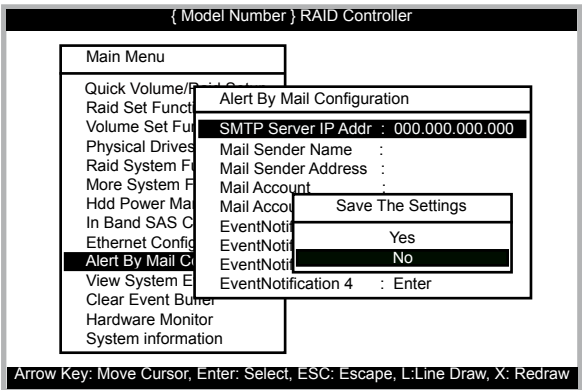 { Model Number } RAID Controller
Main Menu
Quick Volume/
Raid Set Functi
Volume Set Fu
Physical Drives
Raid System F
More System F
Hdd Power Ma
In Band SAS C
Ethernet Config
Alert By Mail C
View System E
Clear Event Buffer
Hardware Monitor
System information
Alert By Mail Configuration
SMTP Server IP Addr : 000.000.000.000
Mail Sender Name :
Mail Sender Address :
Mail Account :
Mail Accou
EventNotif
EventNotif
EventNotif
EventNotification 4 : Enter
Save The Settings
Yes
No
Arrow Key: Move Cursor, Enter: Select, ESC: Escape, L:Line Draw, X: Redraw